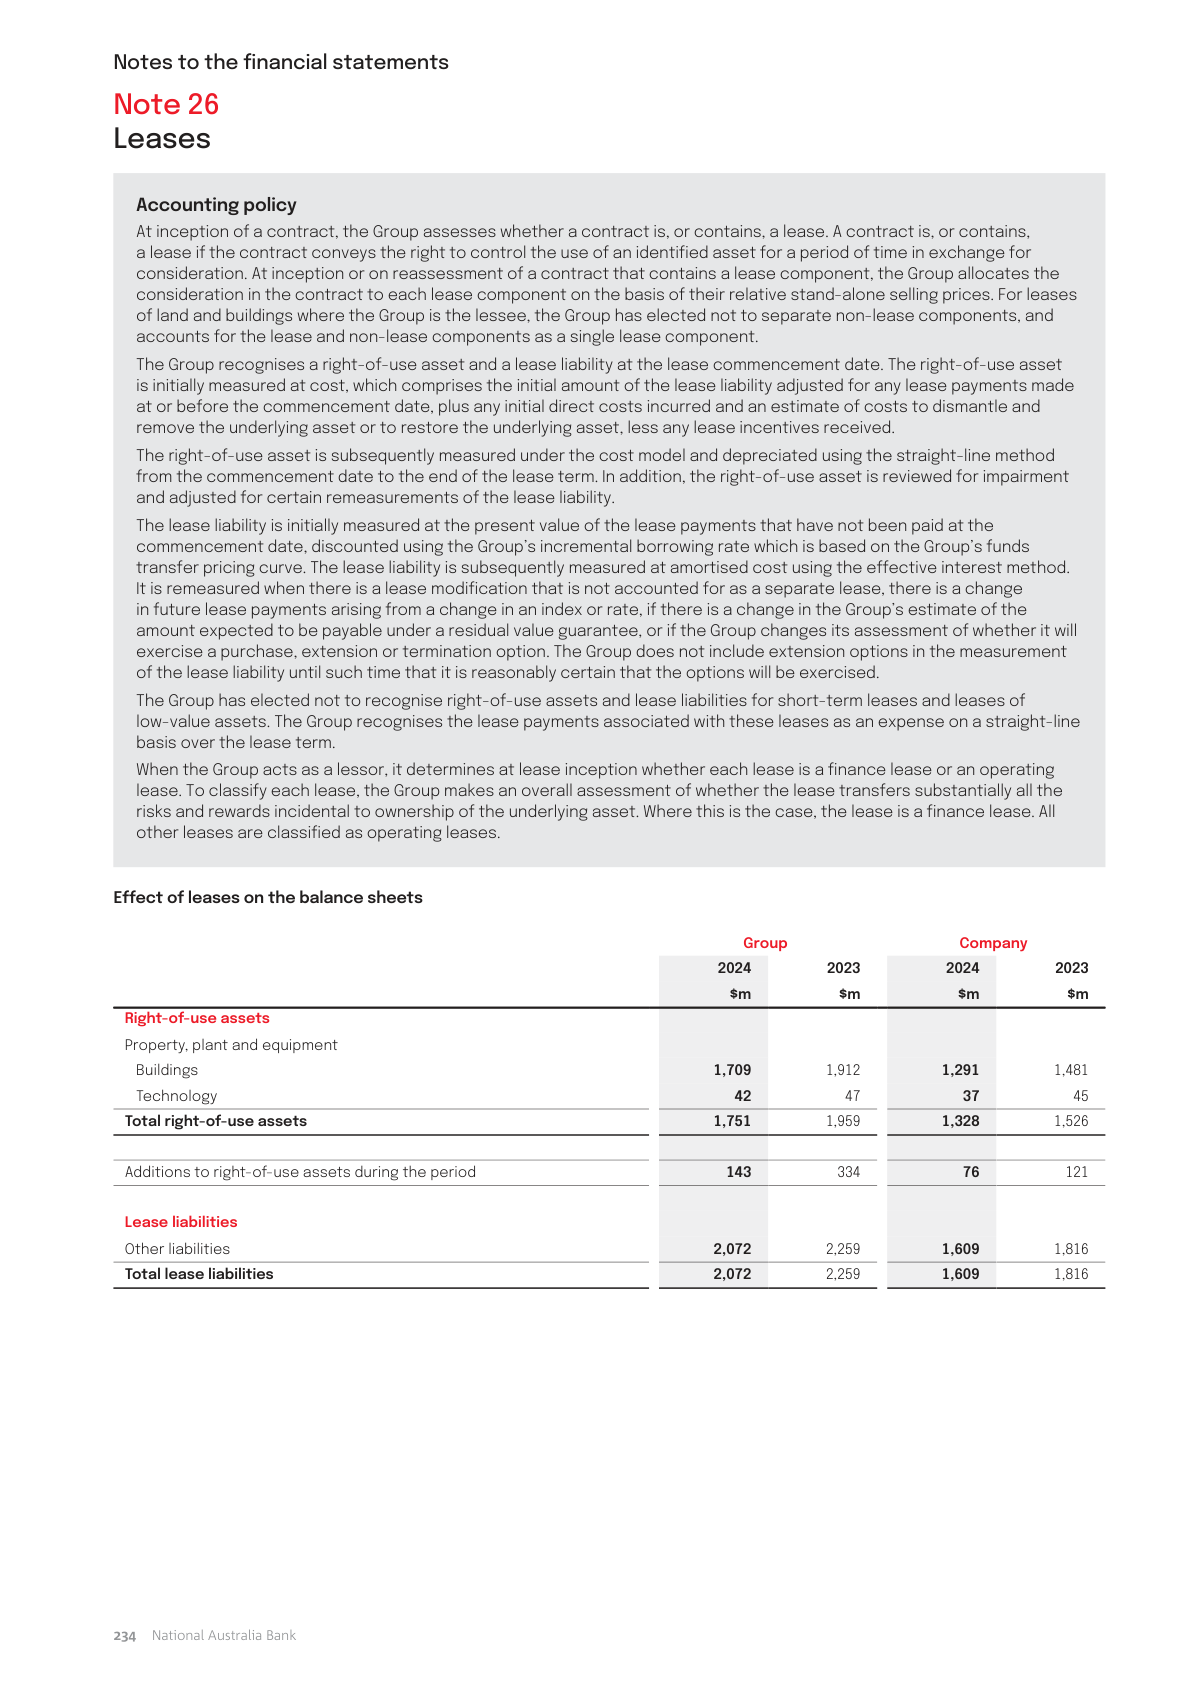 Notes to the financial statements
Note 26
Leases
Accounting policy
At inception of a contract, the Group assesses whether a contract is, or contains, a lease. A contract is, or contains,
a lease if the contract conveys the right to control the use of an identified asset for a period of time in exchange for
consideration. At inception or on reassessment of a contract that contains a lease component, the Group allocates the
consideration in the contract to each lease component on the basis of their relative stand-alone selling prices. For leases
of land and buildings where the Group is the lessee, the Group has elected not to separate non-lease components, and
accounts for the lease and non-lease components as a single lease component.
The Group recognises a right-of-use asset and a lease liability at the lease commencement date. The right-of-use asset
is initially measured at cost, which comprises the initial amount of the lease liability adjusted for any lease payments made
at or before the commencement date, plus any initial direct costs incurred and an estimate of costs to dismantle and
remove the underlying asset or to restore the underlying asset, less any lease incentives received.
The right-of-use asset is subsequently measured under the cost model and depreciated using the straight-line method
from the commencement date to the end of the lease term. In addition, the right-of-use asset is reviewed for impairment
and adjusted for certain remeasurements of the lease liability.
The lease liability is initially measured at the present value of the lease payments that have not been paid at the
commencement date, discounted using the Group's incremental borrowing rate which is based on the Group's funds
transfer pricing curve. The lease liability is subsequently measured at amortised cost using the effective interest method.
It is remeasured when there is a lease modification that is not accounted for as a separate lease, there is a change
in future lease payments arising from a change in an index or rate, if there is a change in the Group's estimate of the
amount expected to be payable under a residual value guarantee, or if the Group changes its assessment of whether it will
exercise a purchase, extension or termination option. The Group does not include extension options in the measurement
of the lease liability until such time that it is reasonably certain that the options will be exercised.
The Group has elected not to recognise right-of-use assets and lease liabilities for short-term leases and leases of
low-value assets. The Group recognises the lease payments associated with these leases as an expense on a straight-line
basis over the lease term.
When the Group acts as a lessor, it determines at lease inception whether each lease is a finance lease or an operating
lease. To classify each lease, the Group makes an overall assessment of whether the lease transfers substantially all the
risks and rewards incidental to ownership of the underlying asset. Where this is the case, the lease is a finance lease. All
other leases are classified as operating leases.
Effect of leases on the balance sheets
Group Company
2024 2023 2024 2023
$m $m $m $m
Right-of-use assets
Property, plant and equipment
Buildings 1,709 1,912 1,291 1,481
Technology 42 47 37 45
Total right-of-use assets 1,751 1,959 1,328 1,526
Additions to right-of-use assets during the period 143 334 76 121
Lease liabilities
Other liabilities 2,072 2,259 1,609 1,816
Total lease liabilities 2,072 2,259 1,609 1,816
234 National Australia Bank